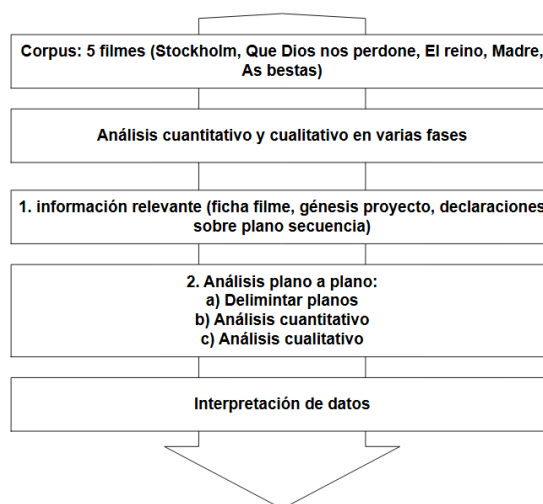 Corpus: 5 filmes (Stockholm, Que Dios nos perdone, El reino, Madre,
As bestas)
Análisis cuantitativo y cualitativo en varias fases
1. información relevante (ficha filme, génesis proyecto, declaraciones
sobre plano secuencia)
2. Análisis plano a plano:
a) Delimintar planos
b) Análisis cuantitativo
c) Análisis cualitativo
Interpretación de datos